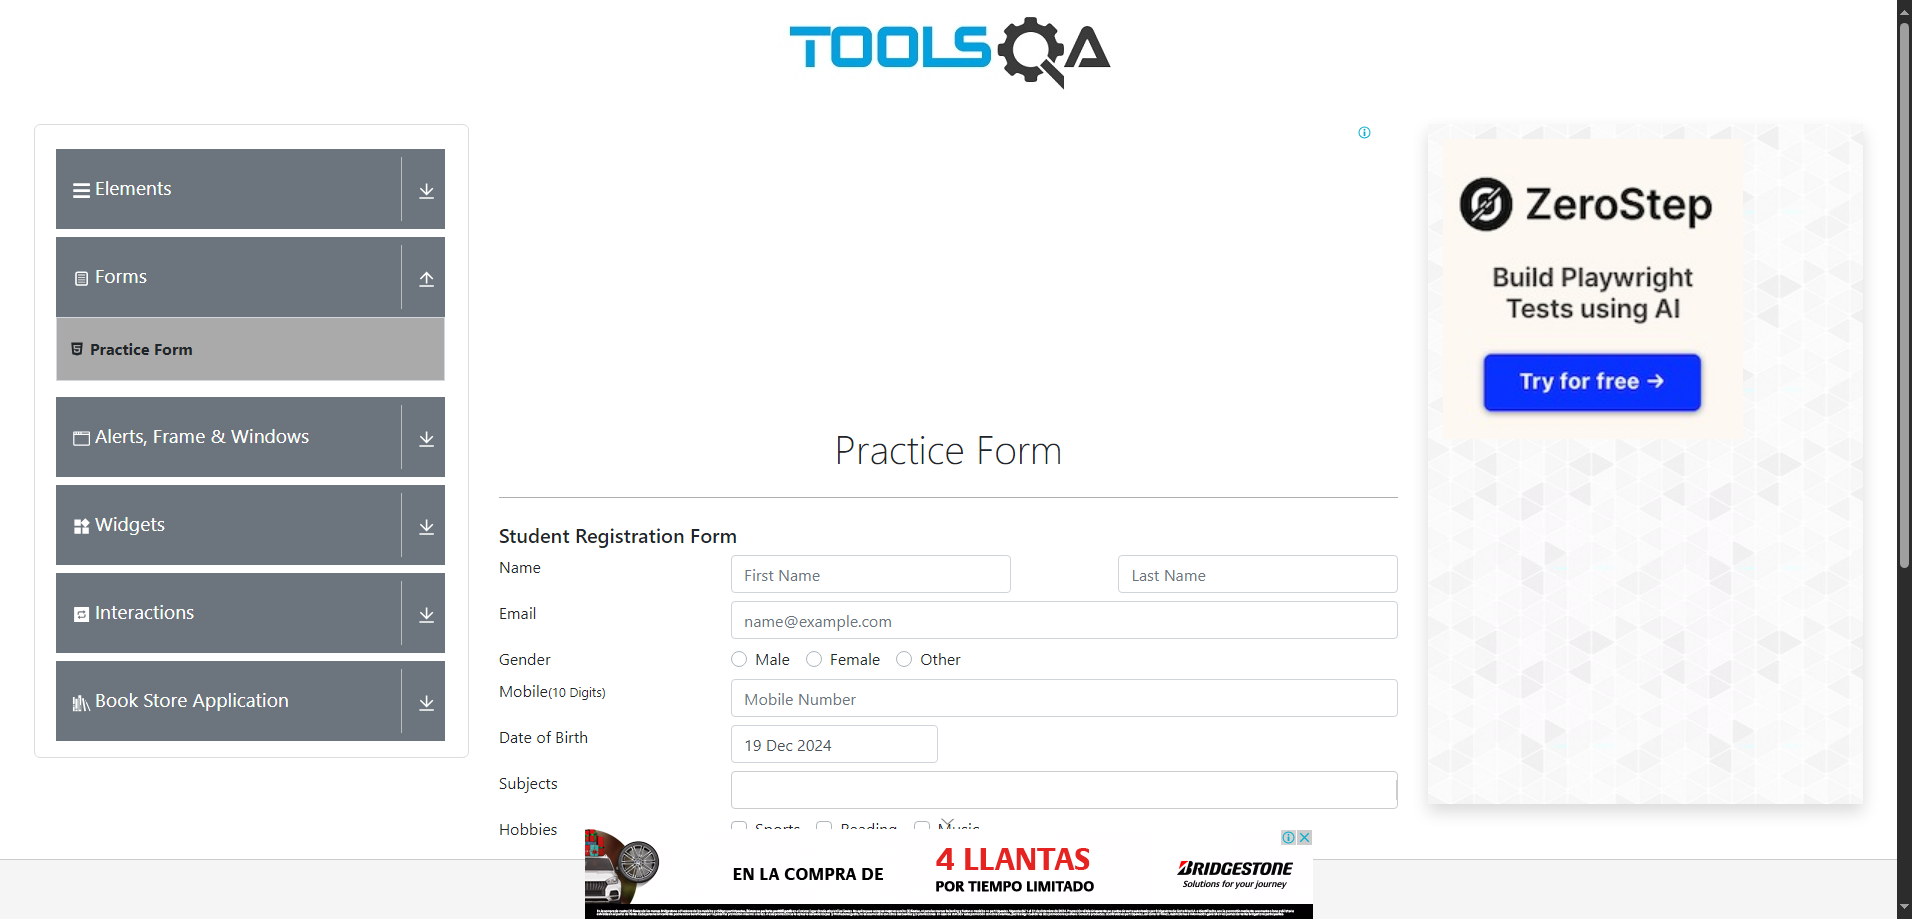 TOOLSQA
Elements
Forms
Practice Form
Alerts, Frame & Windows
Widgets
Interactions
Book Store Application
Practice Form
Student Registration Form
Name
First Name
Last Name
Email
name@example.com
Gender
Male
Female
Other
Mobile(10 Digits)
Mobile Number
Date of Birth
19 Dec 2024
Subjects
Hobbies
Sports
Reading
Music
ZeroStep
Build Playwright
Tests using AI
Try for free →
EN LA COMPRA DE
4 LLANTAS
POR TIEMPO LIMITADO
BRIDGESTONE
Solutions for your journey